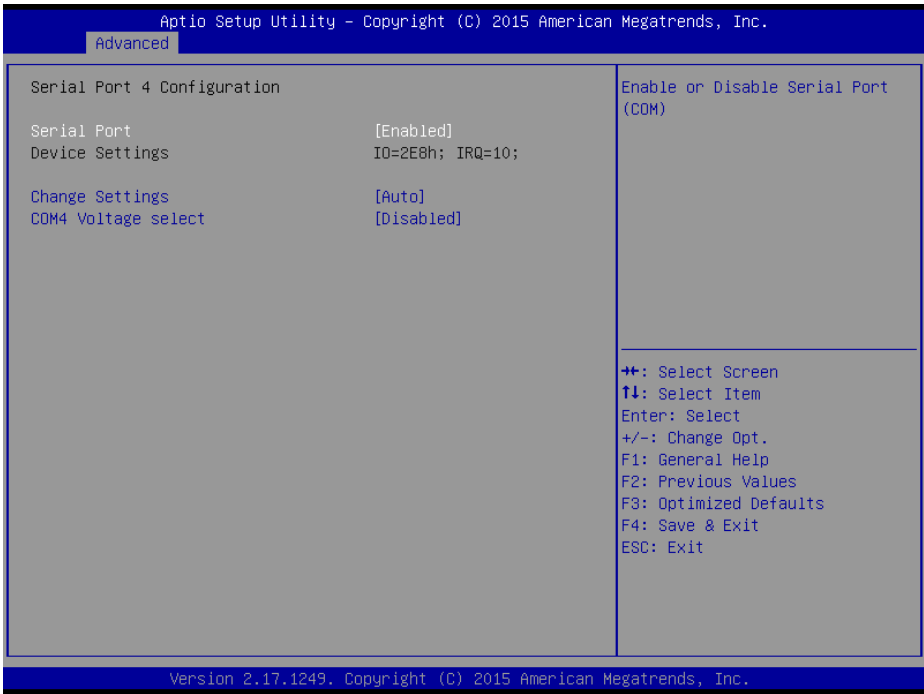 Aptio Setup Utility – Copyright (C) 2015 American Megatrends, Inc.
Advanced
Serial Port 4 Configuration
Serial Port [Enabled]
Device Settings IO=2E8h; IRQ=10;
Change Settings [Auto]
COM4 Voltage select [Disabled]
Enable or Disable Serial Port
(COM)
→←: Select Screen
↑↓: Select Item
Enter: Select
+/-: Change Opt.
F1: General Help
F2: Previous Values
F3: Optimized Defaults
F4: Save & Exit
ESC: Exit
Version 2.17.1249. Copyright (C) 2015 American Megatrends, Inc.